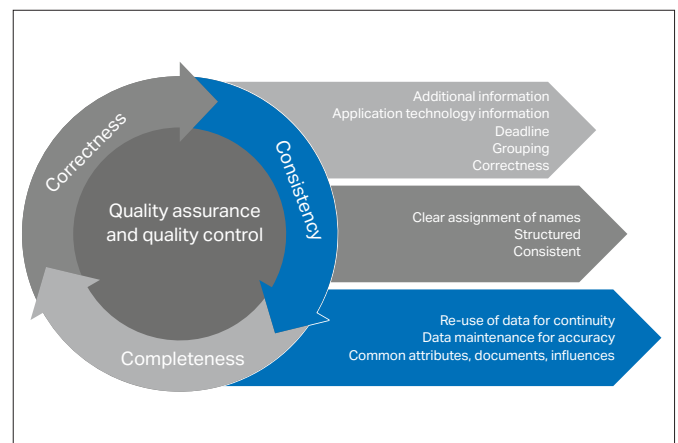 Correctness
Consistency
Completeness
Quality assurance
and quality control
Additional information
Application technology information
Deadline
Grouping
Correctness
Clear assignment of names
Structured
Consistent
Re-use of data for continuity
Data maintenance for accuracy
Common attributes, documents, influences